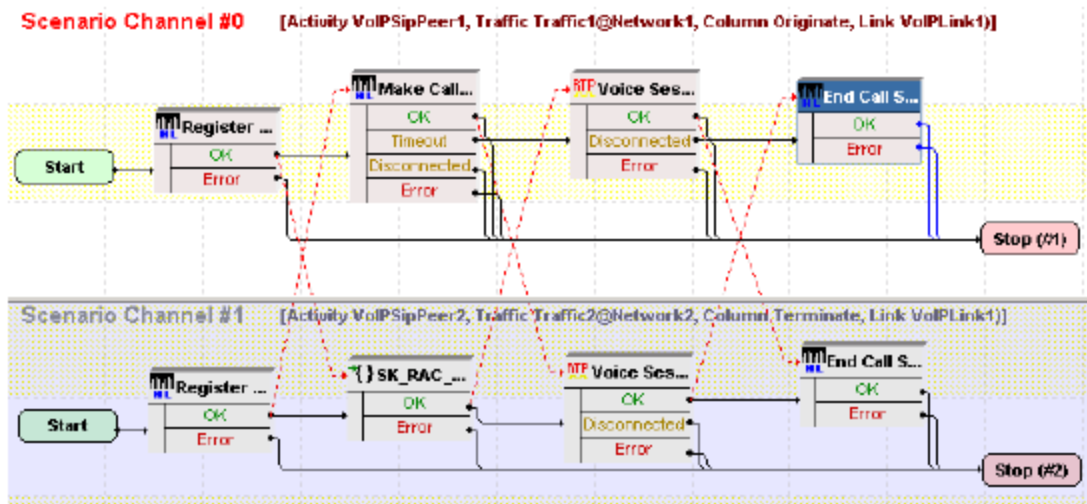 Scenario Channel #0 [Activity VoIPSipPeer1, Traffic Traffic1@Network1, Column Originate, Link VoIPLink1)]
Make Call... RTP Voice Ses... End Call S...
Register ...
OK OK OK
OK Timeout Disconnected Error
Start Error Disconnected
Error
Stop (#1)
Scenario Channel #1 [Activity VoIPSipPeer2, Traffic Traffic2@Network2, Column Terminate, Link VoIPLink1)]
Register ... {}SK_RAC_... RTP Voice Ses... End Call S...
OK OK OK OK
Start Error Error Disconnected Error
Error
Stop (#2)